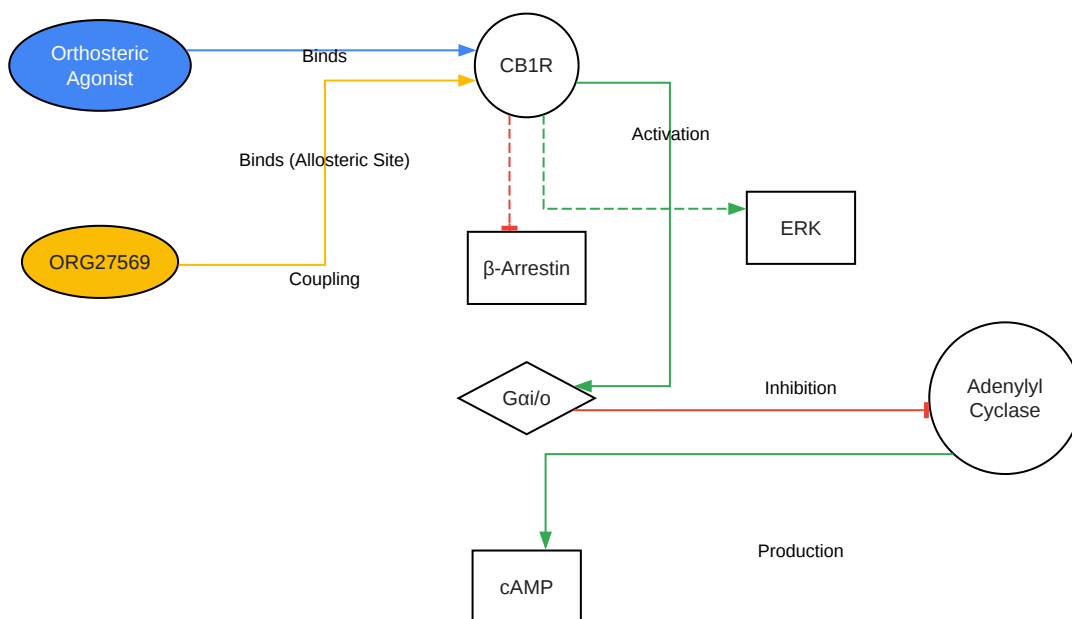 Orthosteric
Agonist
Binds
CB1R
Activation
Binds (Allosteric Site)
ERK
ORG27569
Coupling
β-Arrestin
Gαi/o
Inhibition
Adenylyl
Cyclase
Production
cAMP